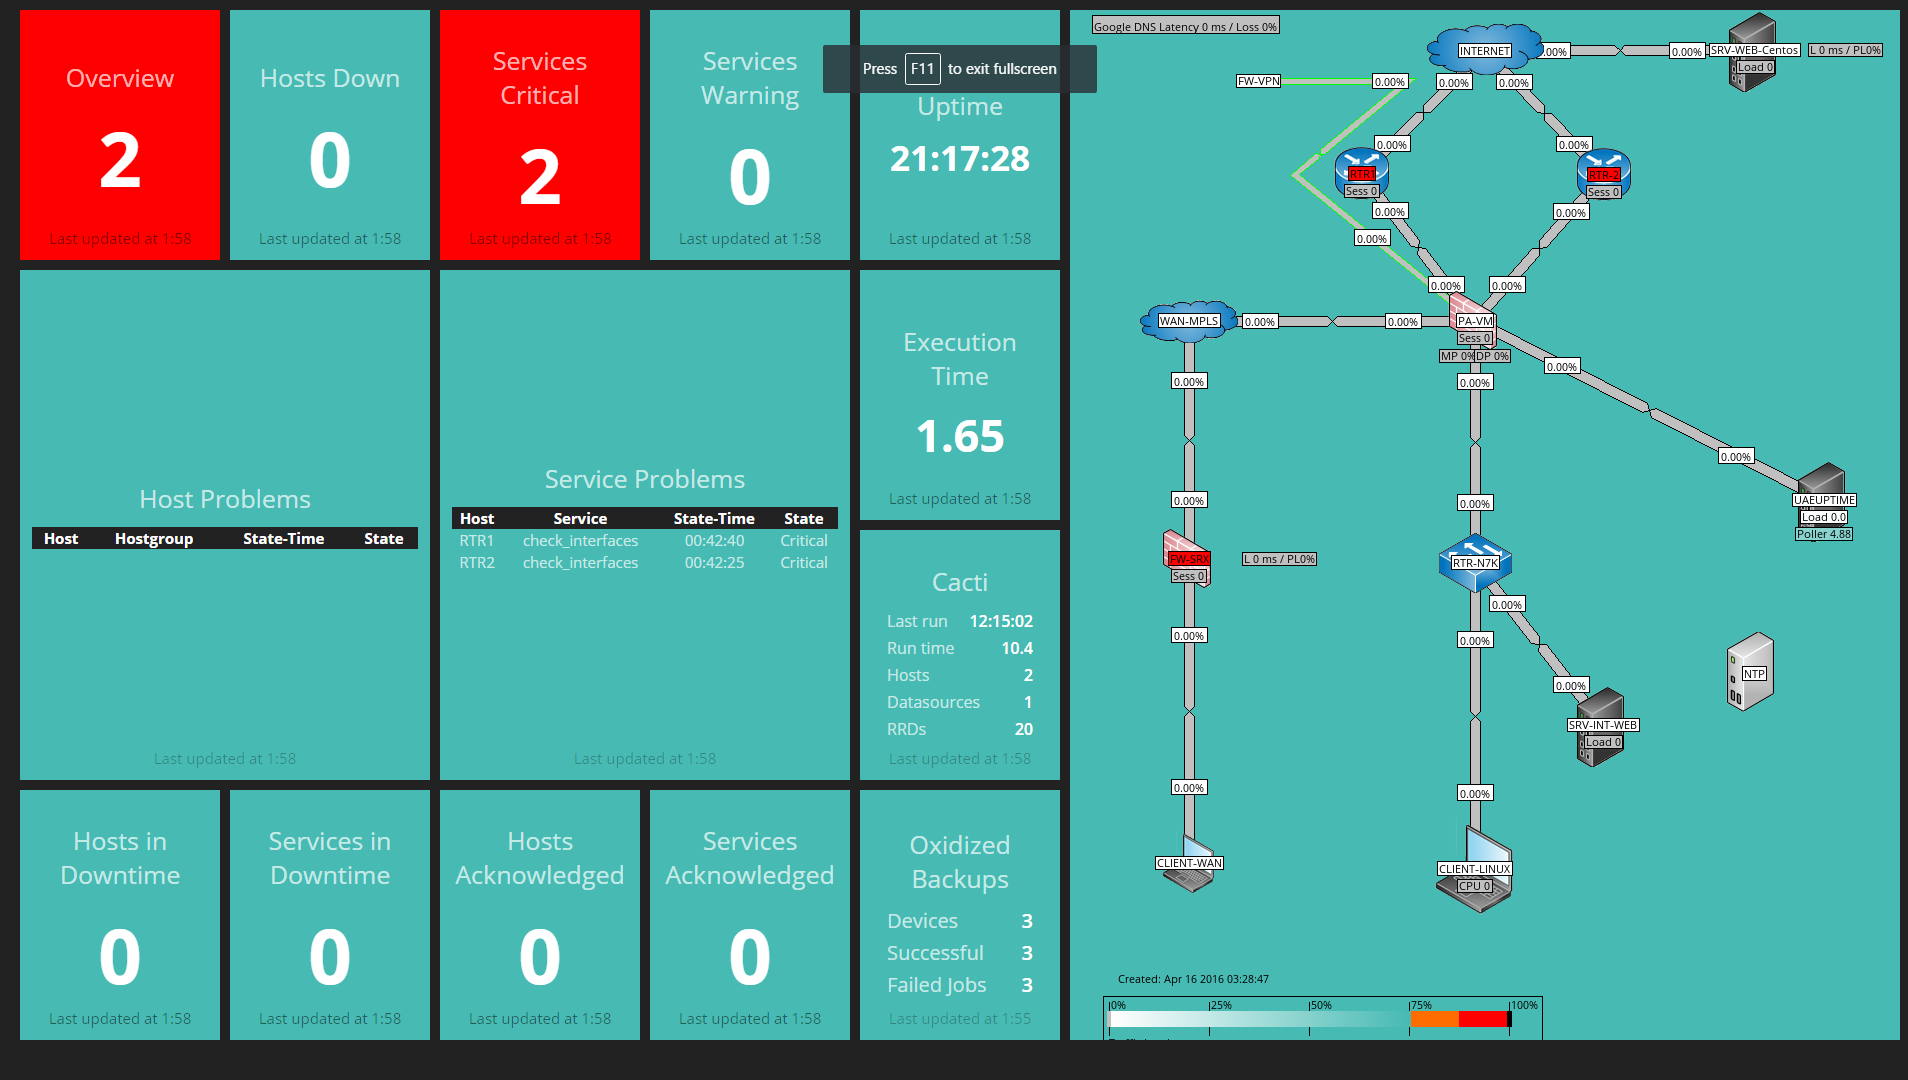 Overview
2
Last updated at 1:58
Hosts Down
0
Last updated at 1:58
Services
Critical
2
Last updated at 1:58
Services
Warning
0
Last updated at 1:58
Press F11 to exit fullscreen
Uptime
21:17:28
Last updated at 1:58
Host Problems
Host Hostgroup State-Time State
Last updated at 1:58
Service Problems
Host Service State-Time State
RTR1 check_interfaces 00:42:40 Critical
RTR2 check_interfaces 00:42:25 Critical
Last updated at 1:58
Execution
Time
1.65
Last updated at 1:58
Cacti
Last run 12:15:02
Run time 10.4
Hosts 2
Datasources 1
RRDs 20
Last updated at 1:58
Hosts in
Downtime
0
Last updated at 1:58
Services in
Downtime
0
Last updated at 1:58
Hosts
Acknowledged
0
Last updated at 1:58
Services
Acknowledged
0
Last updated at 1:58
Oxidized
Backups
Devices 3
Successful 3
Failed Jobs 3
Last updated at 1:55
Google DNS Latency 0 ms / Loss 0%
INTERNET 0.00% 0.00% SRV-WEB-Centos L 0 ms / PL0%
Load 0
FW-VPN 0.00% 0.00% 0.00%
0.00% 0.00%
RTR1 RTR-2
Sess 0 Sess 0
0.00% 0.00%
0.00%
0.00% 0.00%
WAN-MPLS 0.00% 0.00% PA-VM
Sess 0
MP 0% DP 0%
0.00%
0.00% 0.00%
0.00%
0.00% 0.00%
UAEUPTIME
Load 0.0
Poller 4.88
FW-SRX L 0 ms / PL0% RTR-N7K
Sess 0
0.00%
0.00% 0.00%
NTP
0.00%
SRV-INT-WEB
Load 0
0.00% 0.00%
CLIENT-WAN CLIENT-LINUX
CPU 0
Created: Apr 16 2016 03:28:47
0% 25% 50% 75% 100%